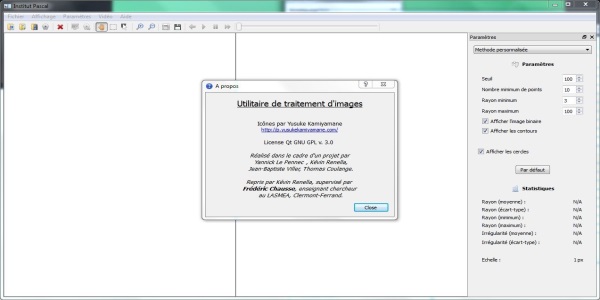 Institut Pascal
Fichier Affichage Paramètres Vidéo Aide
Paramètres
Methode personnalisée
Paramètres
Seuil 100
Nombre minimum de points 10
Rayon minimum 3
Rayon maximum 100
Afficher l'image binaire
Afficher les contours
Afficher les cercles
Par défaut
Statistiques
Rayon (moyenne) : N/A
Rayon (écart-type) : N/A
Rayon (minimum) : N/A
Rayon (maximum) : N/A
Irrégularité (moyenne) : N/A
Irrégularité (écart-type) : N/A
Echelle : 1 px
A propos
Utilitaire de traitement d'images
Icônes par Yusuke Kamiyamane
http://p.yusukekamiyamane.com/
License Qt GNU GPL v. 3.0
Réalisé dans le cadre d'un projet par
Yannick Le Pennec , Kévin Renella,
Jean-Baptiste Viller, Thomas Coulange.
Repris par Kévin Renella, supervisé par
Frédéric Chausse, enseignant chercheur
au LASMEA, Clermont-Ferrand.
Close